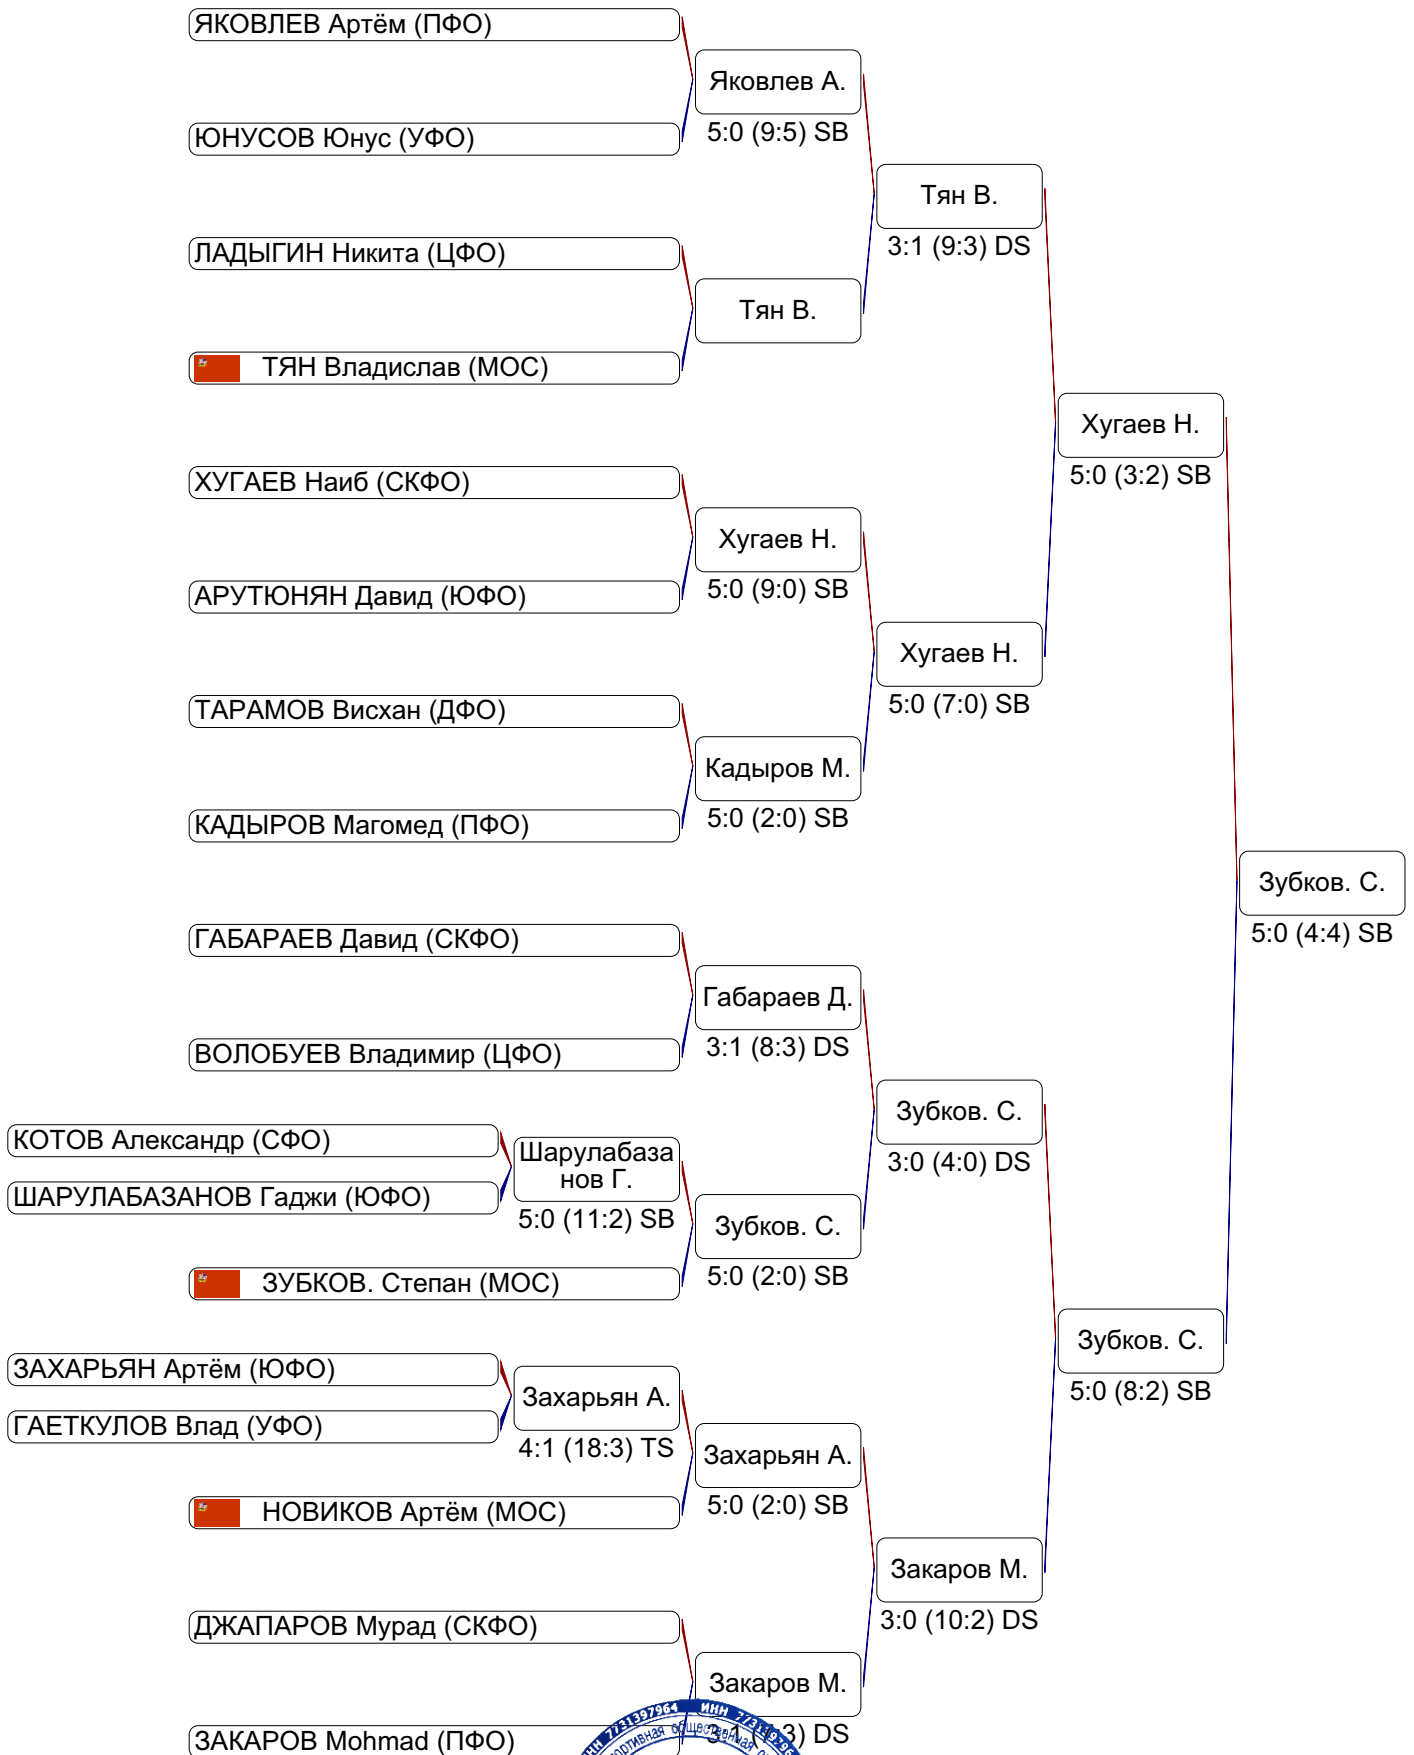 ЯКОВЛЕВ Артём (ПФО)
Яковлев А.
5:0 (9:5) SB
ЮНУСОВ Юнус (УФО)
Тян В.
3:1 (9:3) DS
ЛАДЫГИН Никита (ЦФО)
Тян В.
ТЯН Владислав (МОС)
Хугаев Н.
5:0 (3:2) SB
ХУГАЕВ Наиб (СКФО)
Хугаев Н.
5:0 (9:0) SB
АРУТЮНЯН Давид (ЮФО)
Хугаев Н.
5:0 (7:0) SB
ТАРАМОВ Висхан (ДФО)
Кадыров М.
5:0 (2:0) SB
КАДЫРОВ Магомед (ПФО)
Зубков. С.
5:0 (4:4) SB
ГАБАРАЕВ Давид (СКФО)
Габараев Д.
3:1 (8:3) DS
ВОЛОБУЕВ Владимир (ЦФО)
Зубков. С.
3:0 (4:0) DS
КОТОВ Александр (СФО)
Шарулабаза
нов Г.
5:0 (11:2) SB
ШАРУЛАБАЗАНОВ Гаджи (ЮФО)
Зубков. С.
5:0 (2:0) SB
ЗУБКОВ. Степан (МОС)
Зубков. С.
5:0 (8:2) SB
ЗАХАРЬЯН Артём (ЮФО)
Захарьян А.
4:1 (18:3) TS
ГАЕТКУЛОВ Влад (УФО)
Захарьян А.
5:0 (2:0) SB
НОВИКОВ Артём (МОС)
Закаров М.
3:0 (10:2) DS
ДЖАПАРОВ Мурад (СКФО)
Закаров М.
DS
ЗАКАРОВ Mohmad (ПФО)
7731397964 ИНН
общественная